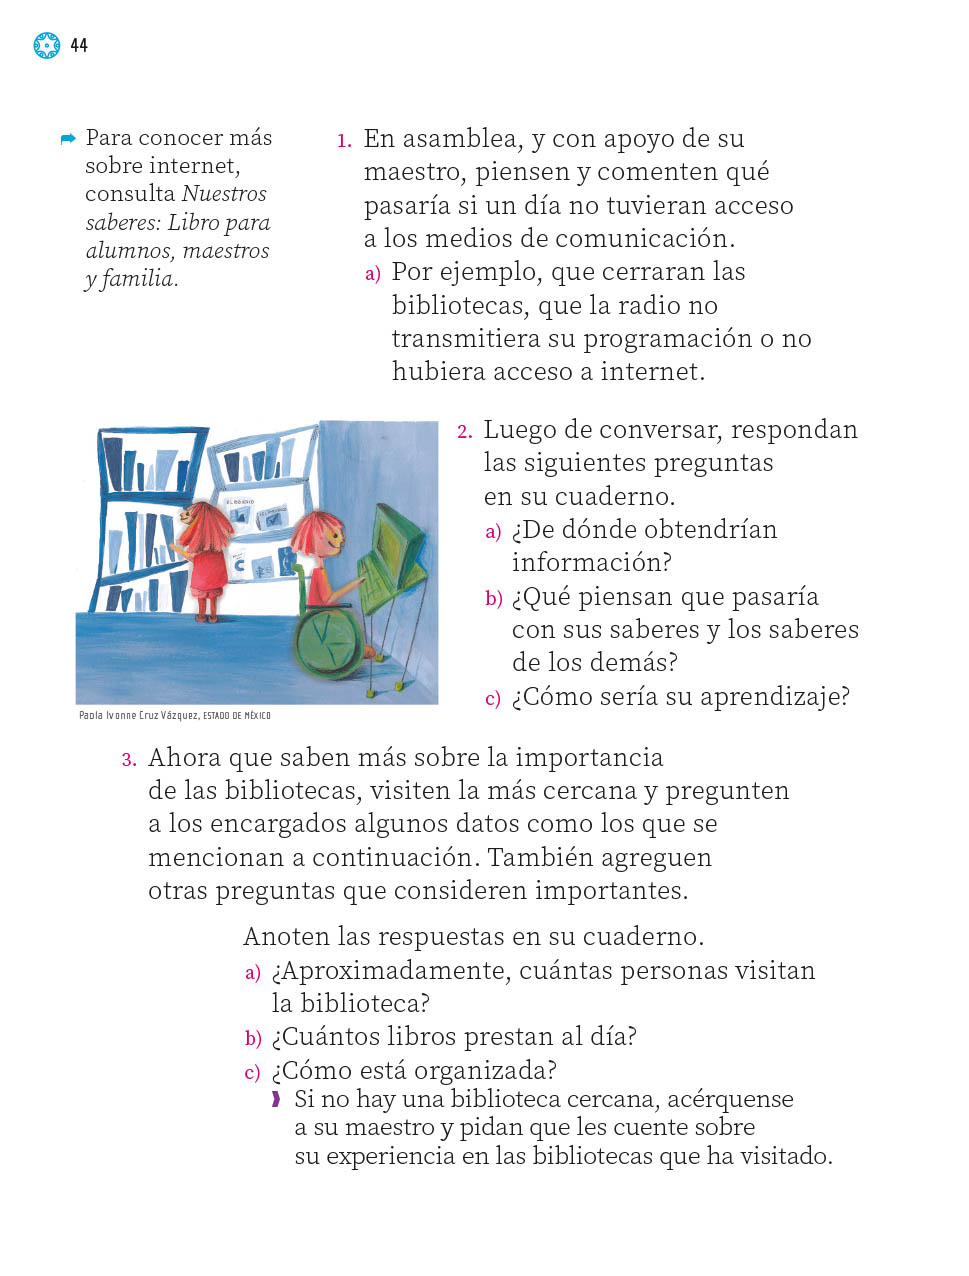 44
Para conocer más
sobre internet,
consulta Nuestros
saberes: Libro para
alumnos, maestros
y familia.
1. En asamblea, y con apoyo de su
maestro, piensen y comenten qué
pasaría si un día no tuvieran acceso
a los medios de comunicación.
a) Por ejemplo, que cerraran las
bibliotecas, que la radio no
transmitiera su programación o no
hubiera acceso a internet.
2. Luego de conversar, respondan
las siguientes preguntas
en su cuaderno.
a) ¿De dónde obtendrían
información?
b) ¿Qué piensan que pasaría
con sus saberes y los saberes
de los demás?
c) ¿Cómo sería su aprendizaje?
Paola Ivonne Cruz Vázquez, ESTADO DE MÉXICO
3. Ahora que saben más sobre la importancia
de las bibliotecas, visiten la más cercana y pregunten
a los encargados algunos datos como los que se
mencionan a continuación. También agreguen
otras preguntas que consideren importantes.
Anoten las respuestas en su cuaderno.
a) ¿Aproximadamente, cuántas personas visitan
la biblioteca?
b) ¿Cuántos libros prestan al día?
c) ¿Cómo está organizada?
Si no hay una biblioteca cercana, acérquense
a su maestro y pidan que les cuente sobre
su experiencia en las bibliotecas que ha visitado.